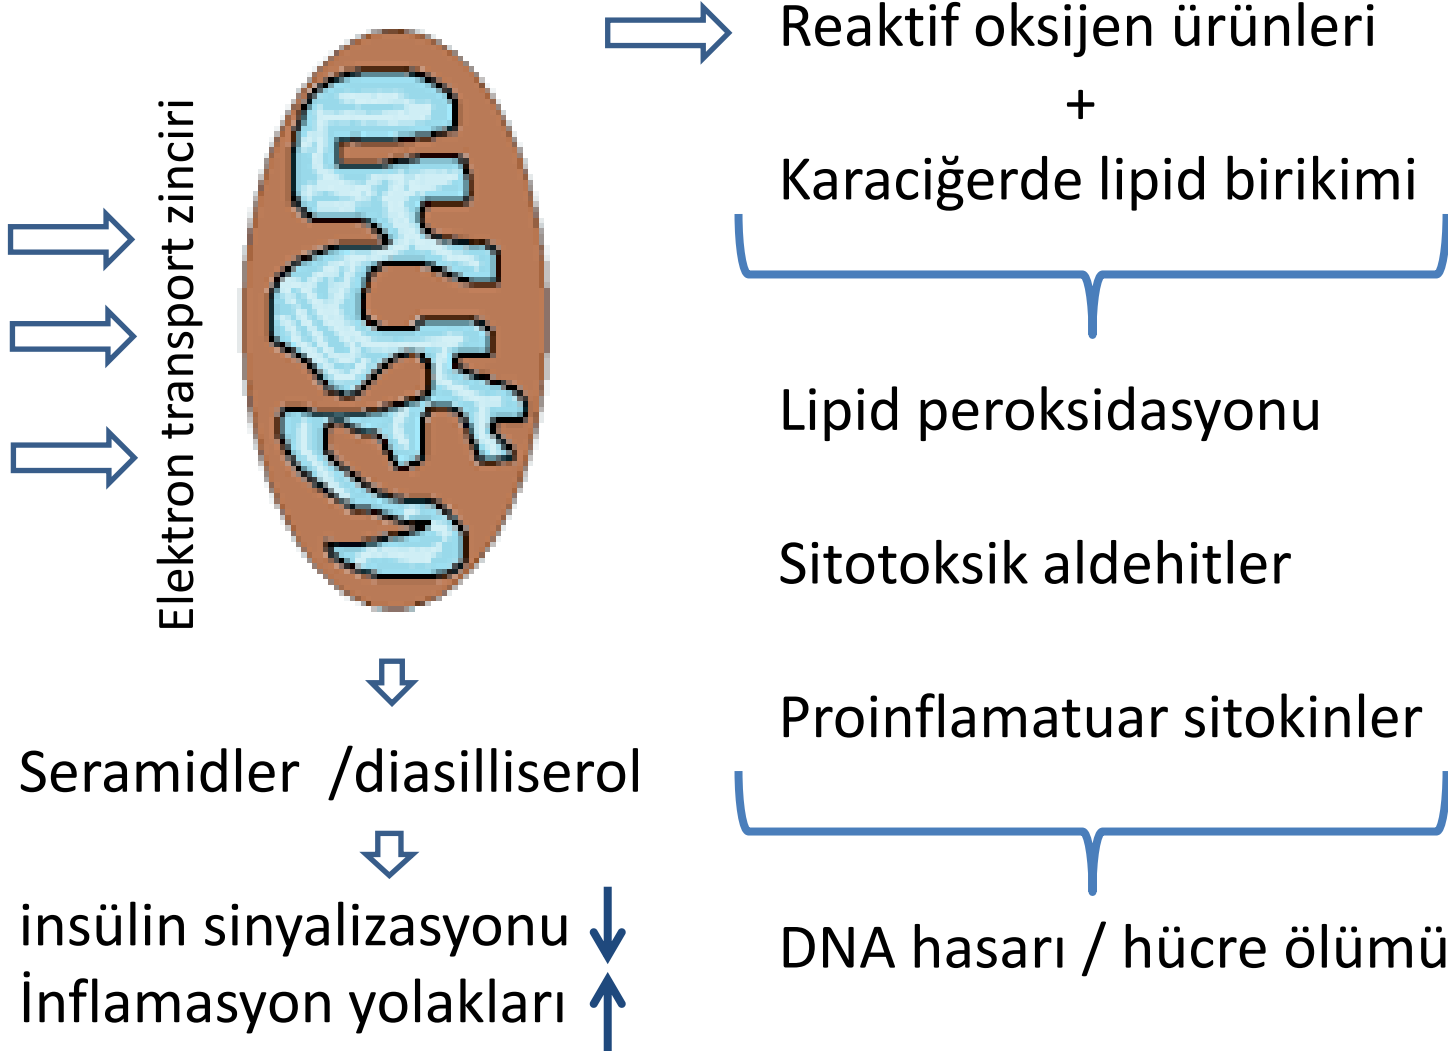 Elektron transport zinciri
Seramidler /diasilliserol
insülin sinyalizasyonu
İnflamasyon yolakları
Reaktif oksijen ürünleri
+
Karaciğerde lipid birikimi
Lipid peroksidasyonu
Sitotoksik aldehitler
Proinflamatuar sitokinler
DNA hasarı / hücre ölümü